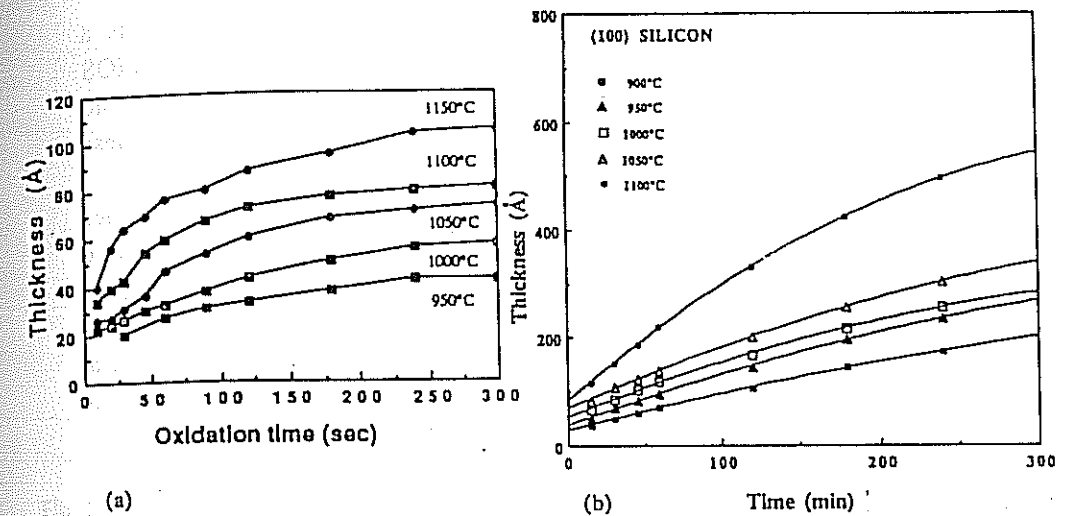 120
100
80
60
40
20
0
Thickness (Å)
1150°C
1100°C
1050°C
1000°C
950°C
0 50 100 150 200 250 300
Oxidation time (sec)
(a)
800
600
400
200
0
Thickness (Å)
(100) SILICON
900°C
950°C
1000°C
1050°C
1100°C
0 100 200 300
Time (min)
(b)